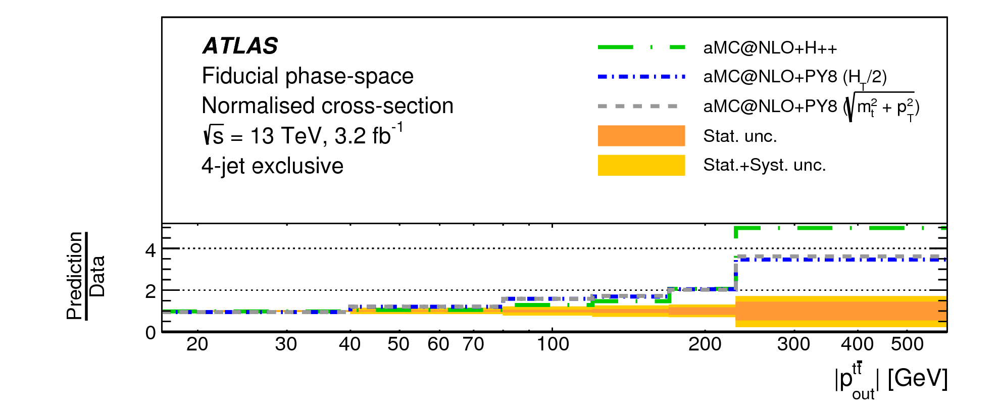 ATLAS
Fiducial phase-space
Normalised cross-section
√s = 13 TeV, 3.2 fb⁻¹
4-jet exclusive
aMC@NLO+H++
aMC@NLO+PY8 (H_T/2)
aMC@NLO+PY8 (√(m_t² + p_T²))
Stat. unc.
Stat.+Syst. unc.
Prediction
Data
4
2
0
20 30 40 50 60 70 100 200 300 400 500
|p_out^{tt̄}| [GeV]